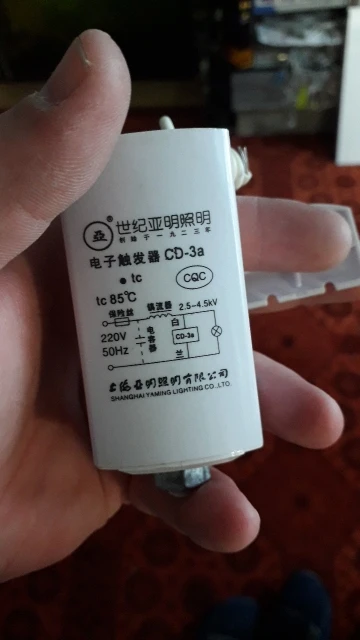 亚® 世纪亚明照明
创始于一九二三年
电子触发器 CD-3a
tc
CQC
tc 85℃
保险丝
镇流器
2.5-4.5kV
白
220V
50Hz
电容器
CD-3a
兰
上海亚明照明有限公司
SHANGHAI YAMING LIGHTING CO.,LTD.